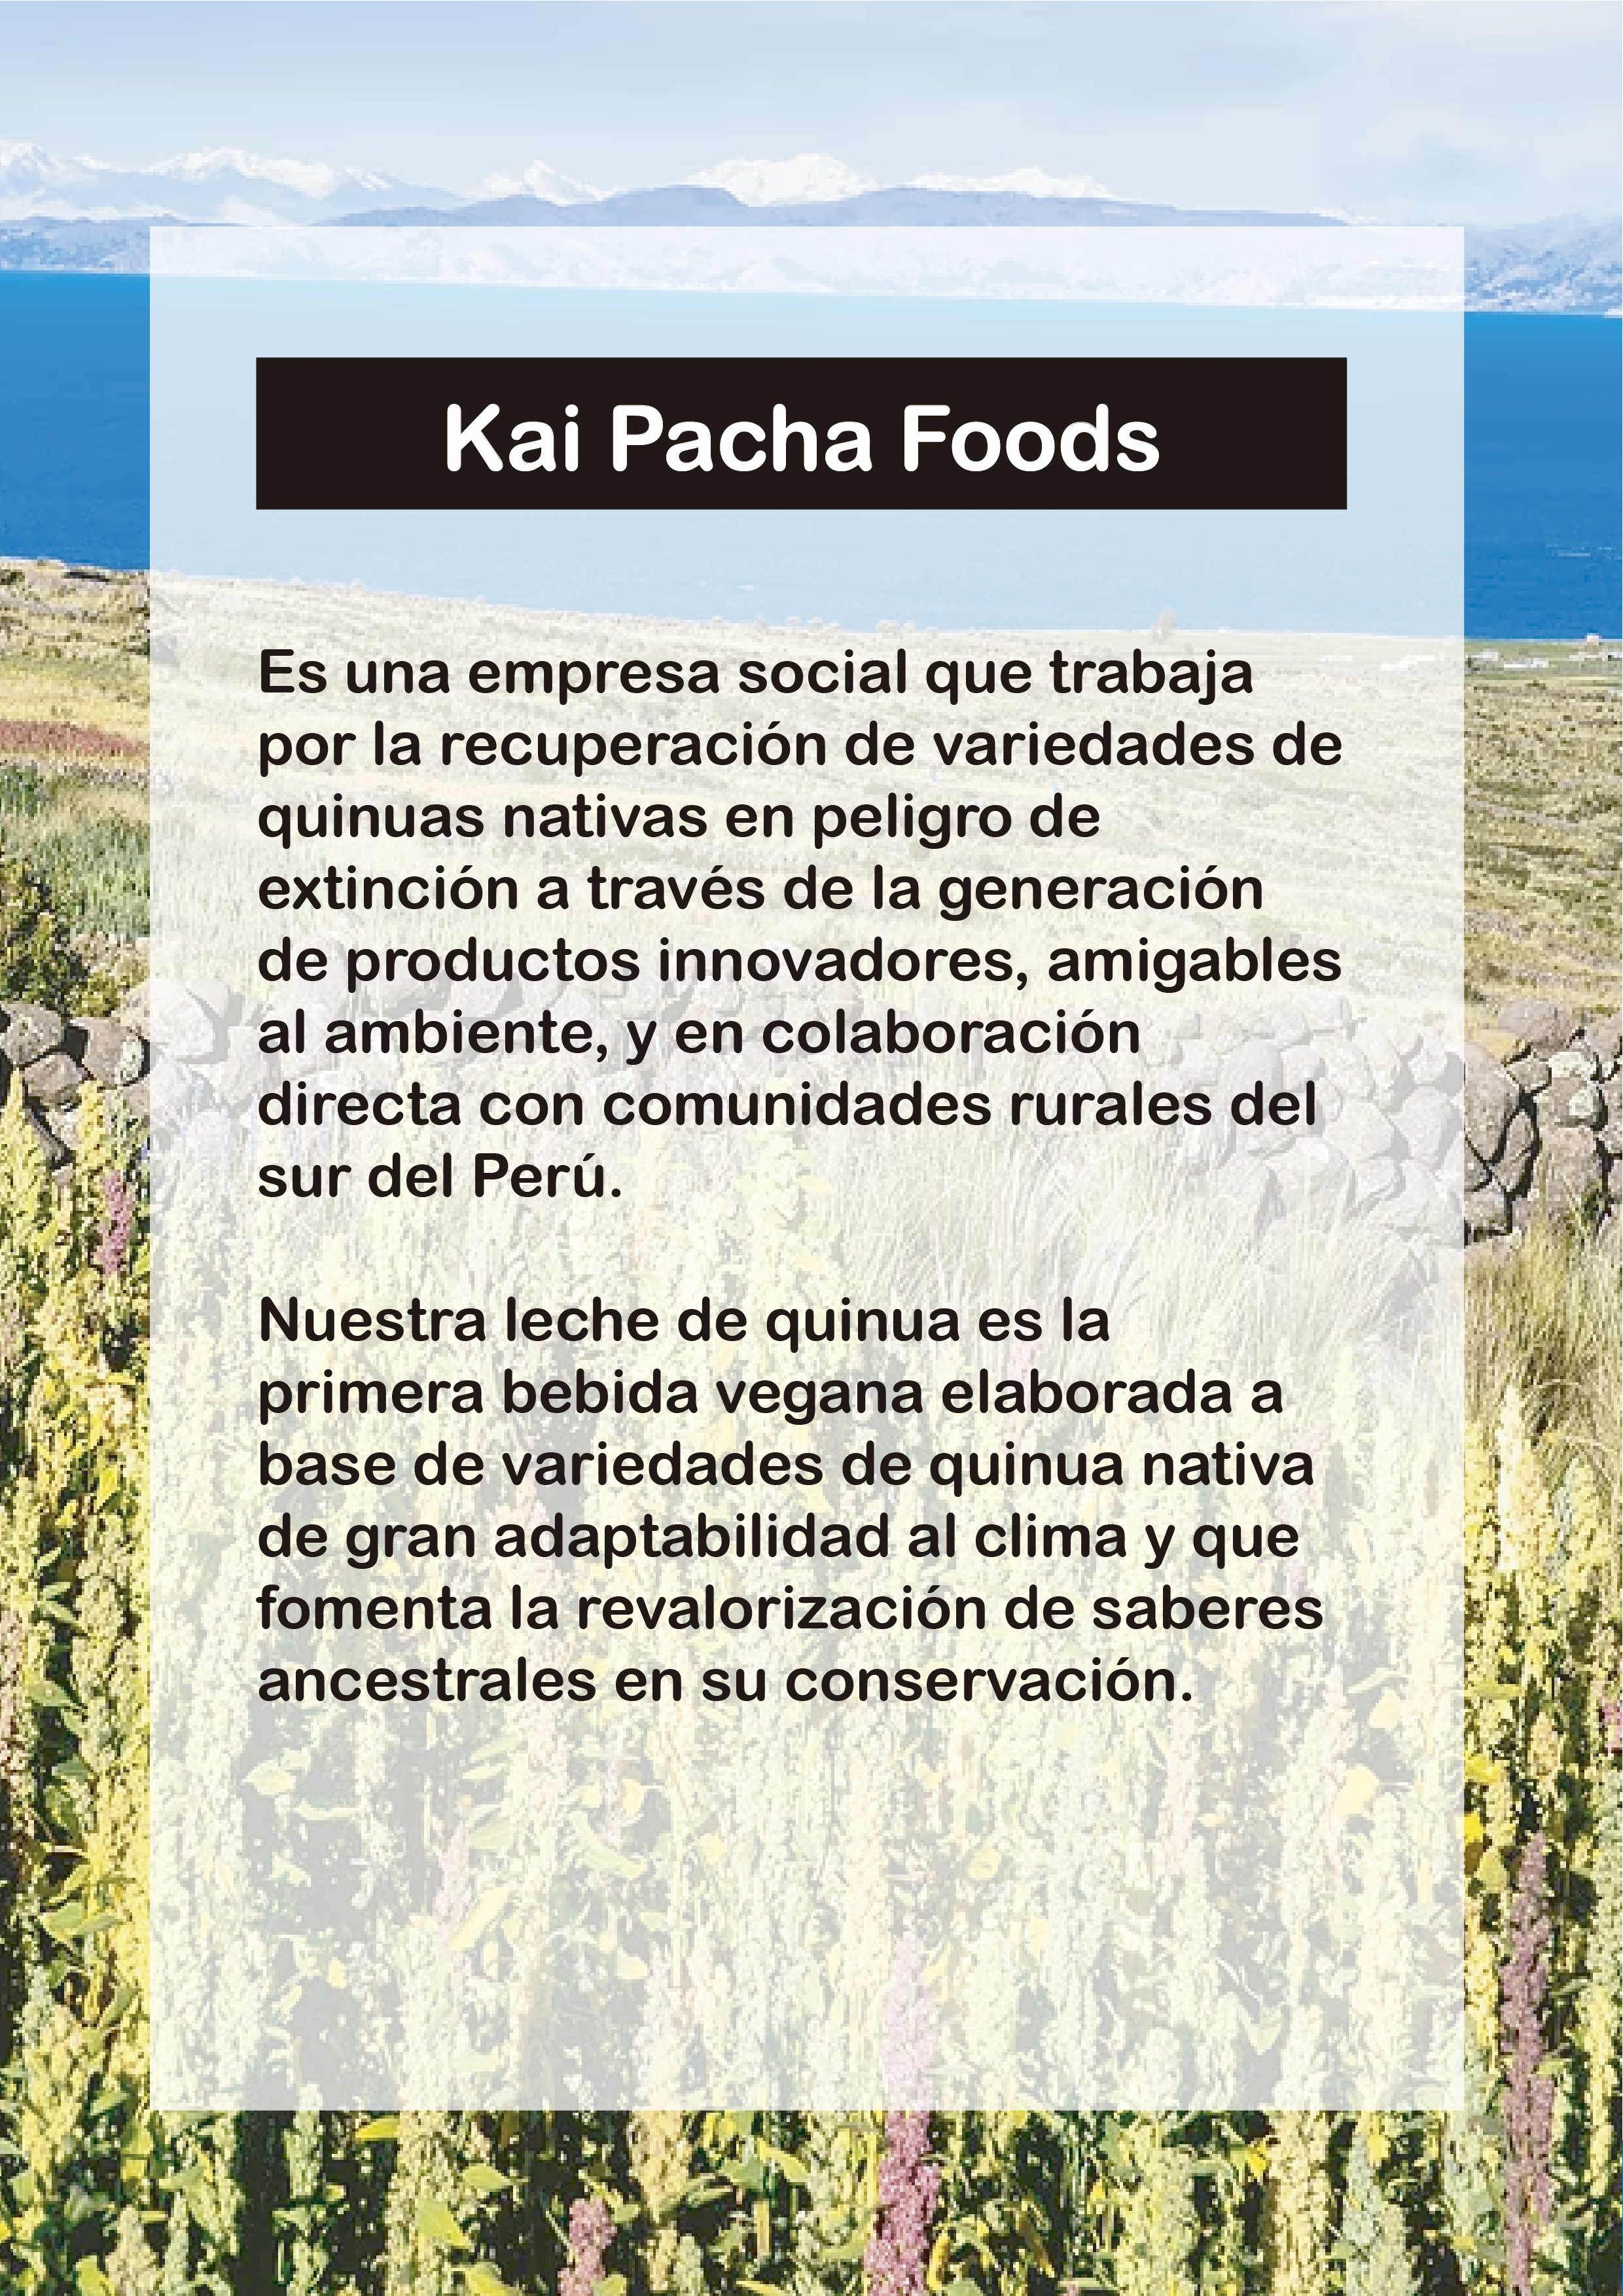 Kai Pacha Foods
Es una empresa social que trabaja
por la recuperación de variedades de
quinuas nativas en peligro de
extinción a través de la generación
de productos innovadores, amigables
al ambiente, y en colaboración
directa con comunidades rurales del
sur del Perú.
Nuestra leche de quinua es la
primera bebida vegana elaborada a
base de variedades de quinua nativa
de gran adaptabilidad al clima y que
fomenta la revalorización de saberes
ancestrales en su conservación.